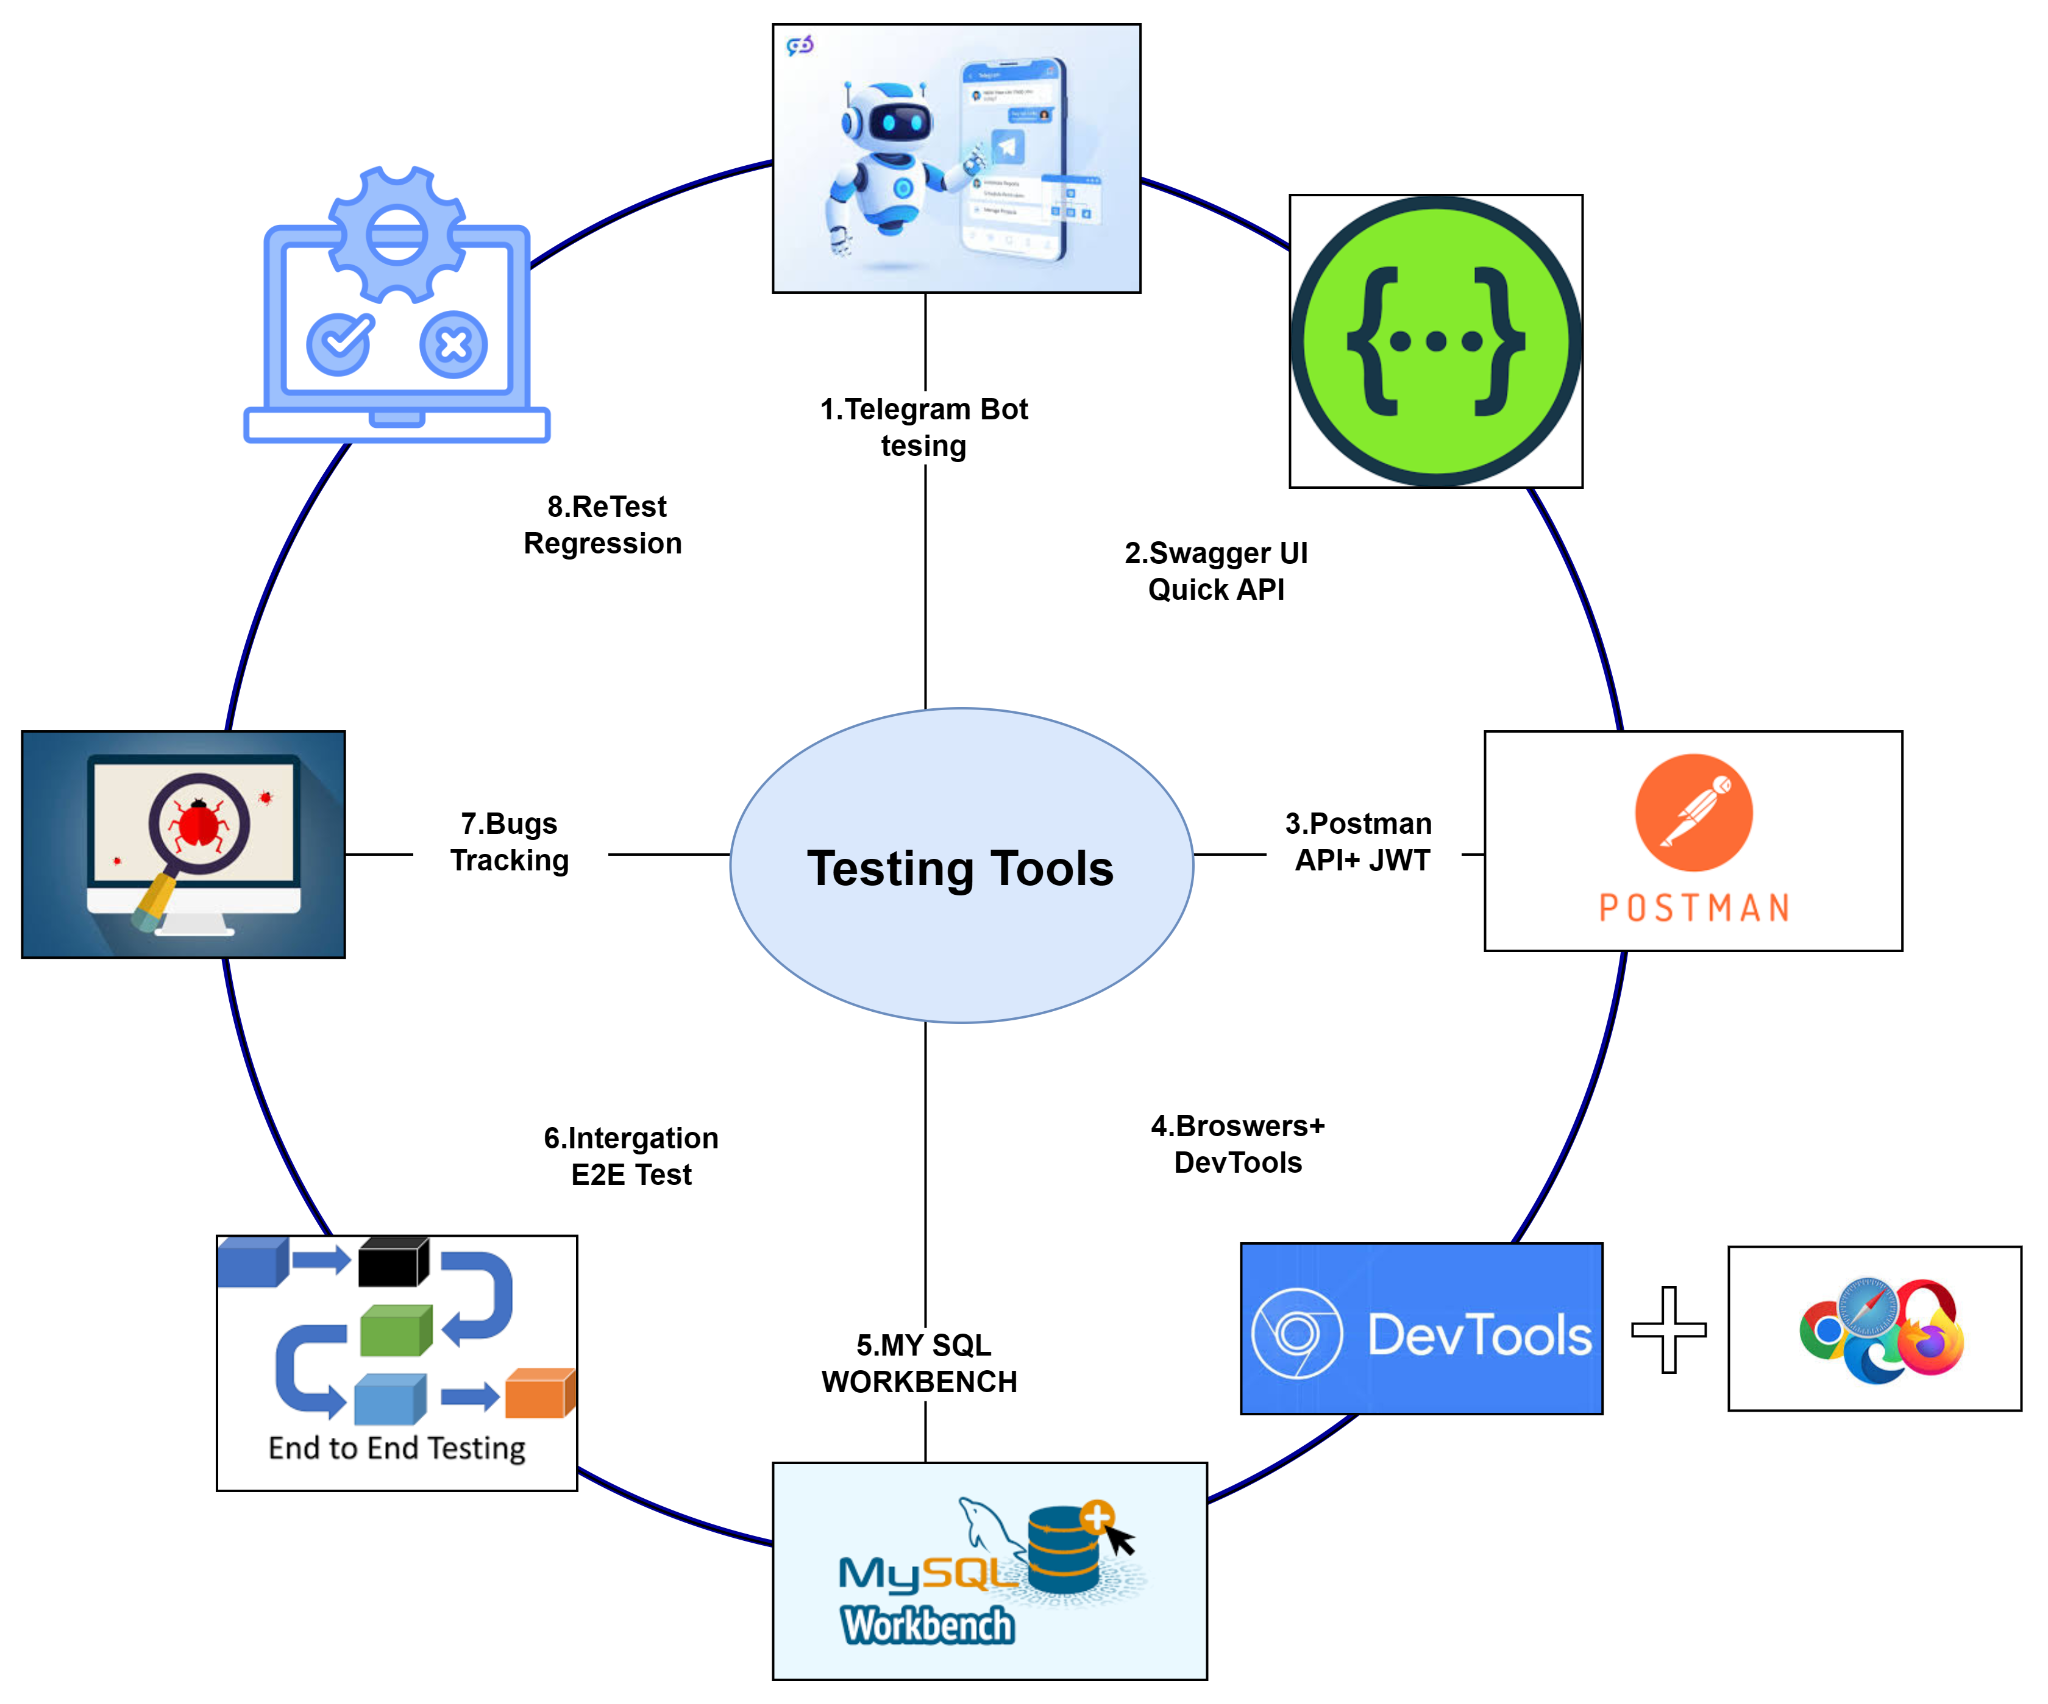 Telegram
1.Telegram Bot
tesing
8.ReTest
Regression
2.Swagger UI
Quick API
{...}
7.Bugs
Tracking
Testing Tools
3.Postman
API+ JWT
POSTMAN
6.Intergation
E2E Test
4.Broswers+
DevTools
5.MY SQL
WORKBENCH
DevTools
End to End Testing
MySQL
Workbench